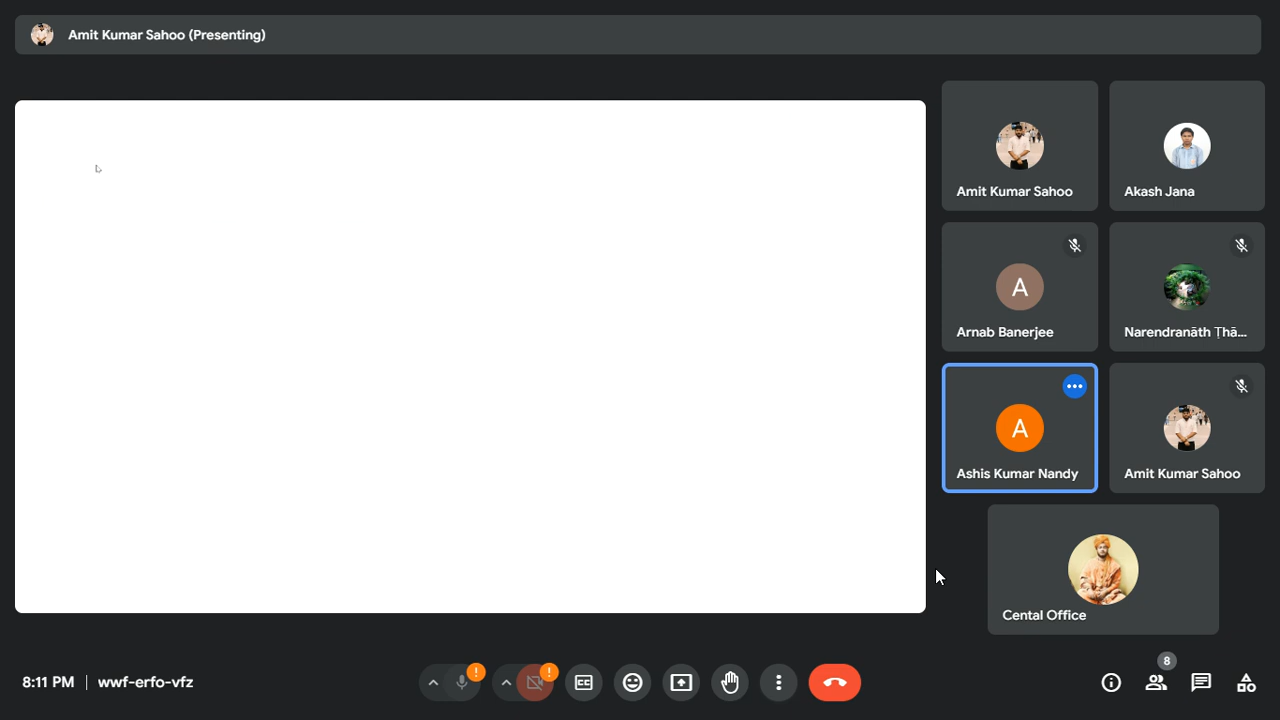 Amit Kumar Sahoo (Presenting)
Amit Kumar Sahoo
Akash Jana
A
Arnab Banerjee
Narendranāth Ṭhā...
A
Ashis Kumar Nandy
Amit Kumar Sahoo
Cental Office
8:11 PM | wwf-erfo-vfz
8